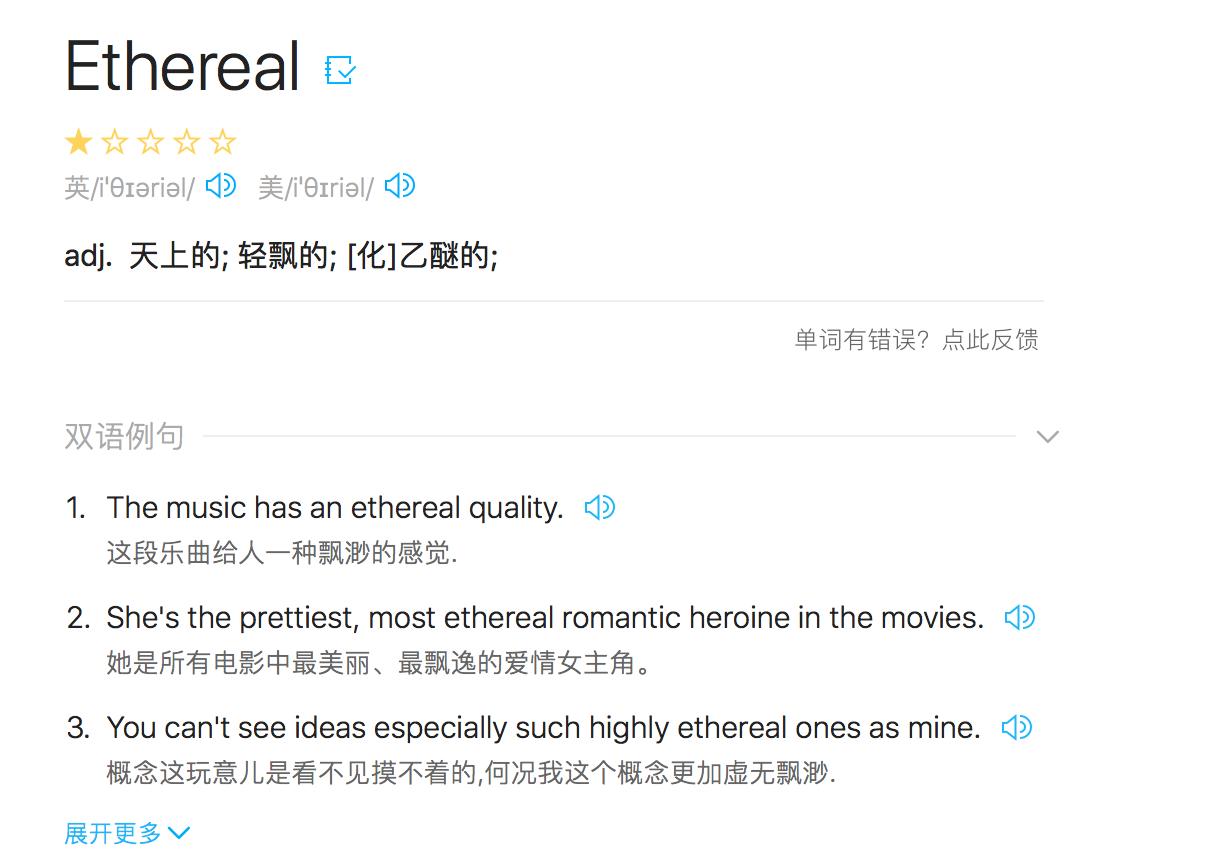 Ethereal
英/i'θɪəriəl/ 美/i'θɪriəl/
adj. 天上的; 轻飘的; [化]乙醚的;
单词有错误？点此反馈
双语例句
1. The music has an ethereal quality.
这段乐曲给人一种飘渺的感觉.
2. She's the prettiest, most ethereal romantic heroine in the movies.
她是所有电影中最美丽、最飘逸的爱情女主角。
3. You can't see ideas especially such highly ethereal ones as mine.
概念这玩意儿是看不见摸不着的,何况我这个概念更加虚无飘渺.
展开更多